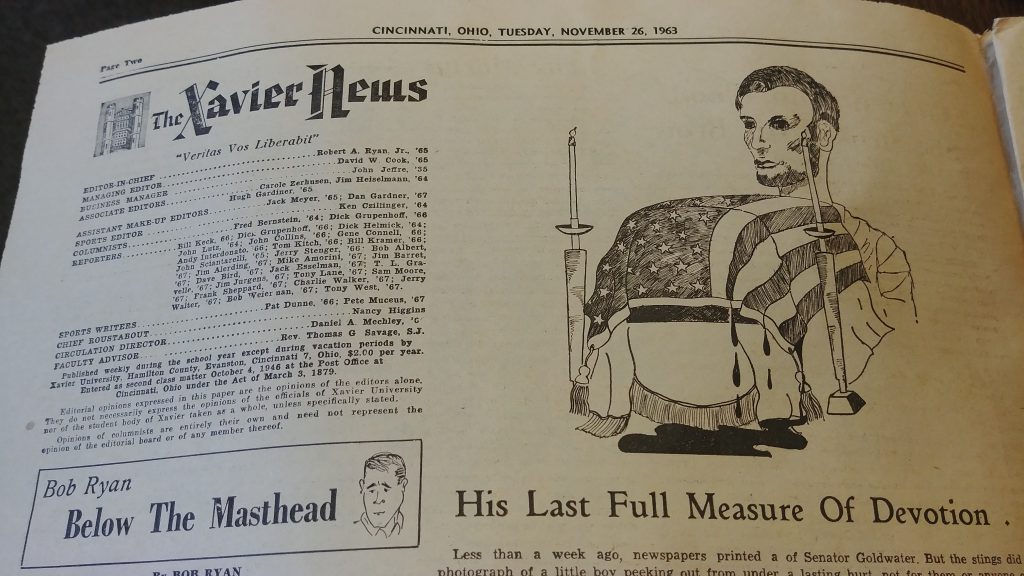 CINCINNATI, OHIO, TUESDAY, NOVEMBER 26, 1963
Page Two
The Xavier News
"Veritas Vos Liberabit"
EDITOR-IN-CHIEF Robert A. Ryan, Jr., '65
MANAGING EDITOR David W. Cook, '65
BUSINESS MANAGER John Jeffre, '35
ASSOCIATE EDITORS Carole Zerhusen, Jim Heiselmann, '64
Hugh Gardiner, '65
ASSISTANT MAKE-UP EDITORS Jack Meyer, '65; Dan Gardner, '67
SPORTS EDITOR Ken Czillinger, '64
COLUMNISTS Fred Bernstein, '64; Dick Grupenhoff, '66
REPORTERS Bill Keck, 66; Dick Grupenhoff, '66; Dick Helmick, '64;
John Lutz, '64; John Collins, '66; Gene Connell, 66;
Andy Interdonato, '66; Tom Kitch, '66; Bill Kramer, '66;
John Sciantarelli, '65; Jerry Stenger, '66; Bob Albert,
'67; Jim Alerding, '67; Mike Amorini, '67; Jim Barret,
'67; Dave Bird, '67; Jack Esselman, '67; T. L. Gra-
velle, '67; Jim Jurgens, 67; Tony Lane, '67; Sam Moore,
'67; Frank Sheppard, '67; Charlie Walker, '67; Jerry
Walter, '67; Bob Weier nan, '67; Tony West, '67.
SPORTS WRITERS Pat Dunne, '66; Pete Muceus, '67
CHIEF ROUSTABOUT Nancy Higgins
CIRCULATION DIRECTOR Daniel A. Mechley,
FACULTY ADVISOR Rev. Thomas G Savage, S.J.
Published weekly during the school year except during vacation periods by
Xavier University, Hamilton County, Evanston, Cincinnati 7, Ohio, $2.00 per year.
Entered as second class matter October 4, 1946 at the Post Office at
Cincinnati, Ohio under the Act of March 3, 1879.
Editorial opinions expressed in this paper are the opinions of the editors alone.
They do not necessarily express the opinions of the officials of Xavier University
nor of the student body of Xavier taken as a whole, unless specifically stated.
Opinions of columnists are entirely their own and need not represent the
opinion of the editorial board or of any member thereof.
Bob Ryan
Below The Masthead
By BOB RYAN
His Last Full Measure Of Devotion .
Less than a week ago, newspapers printed a
photograph of a little boy peeking out from under
of Senator Goldwater. But the stings did
a lasting hurt, not for them or anyone